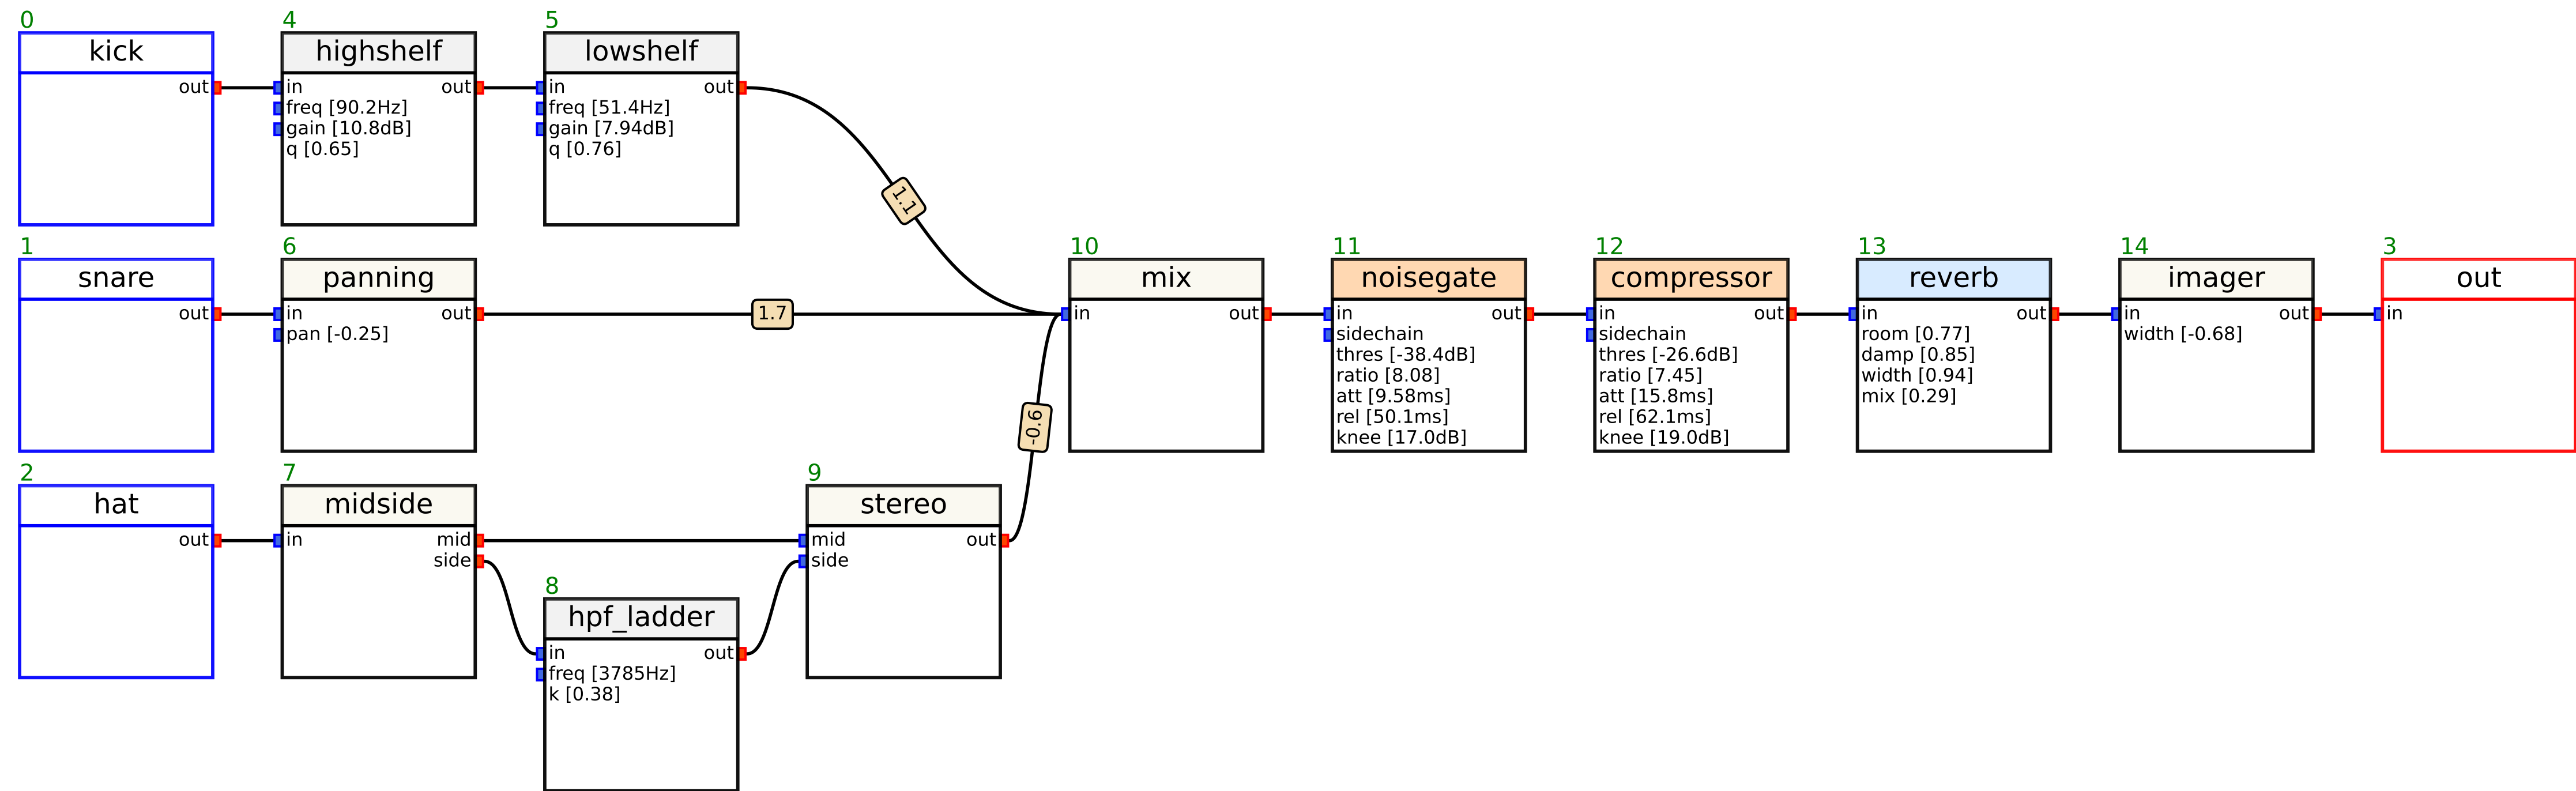 0
kick
out
4
highshelf
in out
freq [90.2Hz]
gain [10.8dB]
q [0.65]
5
lowshelf
in out
freq [51.4Hz]
gain [7.94dB]
q [0.76]
1.1
1
snare
out
6
panning
in out
pan [-0.25]
1.7
10
mix
in out
11
noisegate
in out
sidechain
thres [-38.4dB]
ratio [8.08]
att [9.58ms]
rel [50.1ms]
knee [17.0dB]
12
compressor
in out
sidechain
thres [-26.6dB]
ratio [7.45]
att [15.8ms]
rel [62.1ms]
knee [19.0dB]
13
reverb
in out
room [0.77]
damp [0.85]
width [0.94]
mix [0.29]
14
imager
in out
width [-0.68]
3
out
in
-0.6
2
hat
out
7
midside
in mid
side
9
stereo
mid out
side
8
hpf_ladder
in out
freq [3785Hz]
k [0.38]